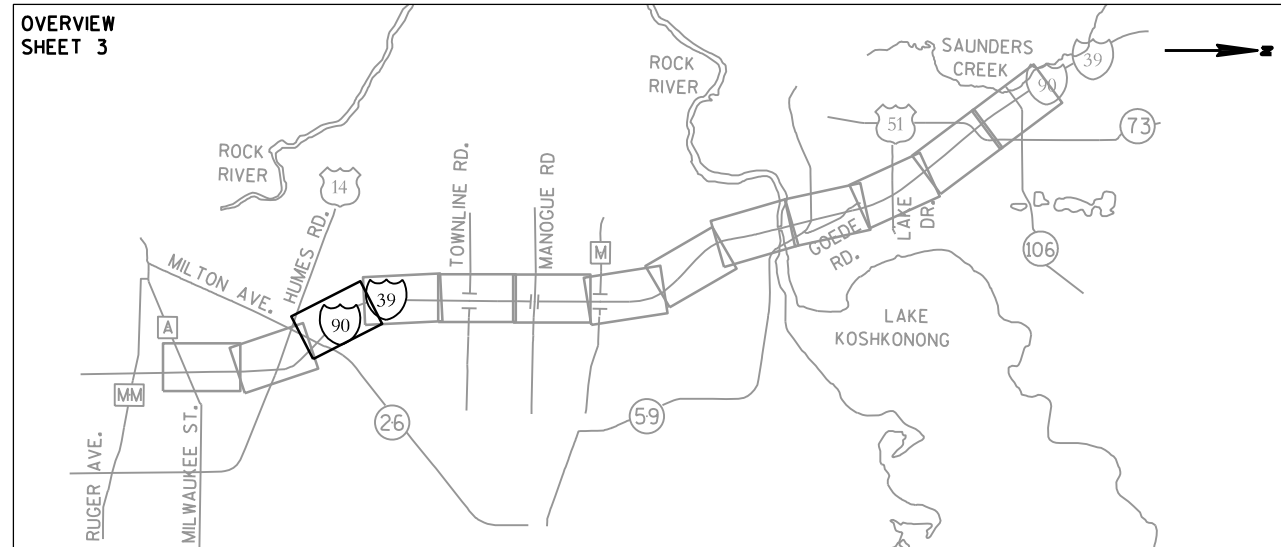 OVERVIEW
SHEET 3
ROCK
RIVER
14
HUMES RD.
MILTON AVE.
A
MM
RUGER AVE.
MILWAUKEE ST.
90
39
26
TOWNLINE RD.
MANOGUE RD
M
59
ROCK
RIVER
GOEDE
RD.
LAKE
DR.
51
SAUNDERS
CREEK
90
39
73
106
LAKE
KOSHKONONG
N